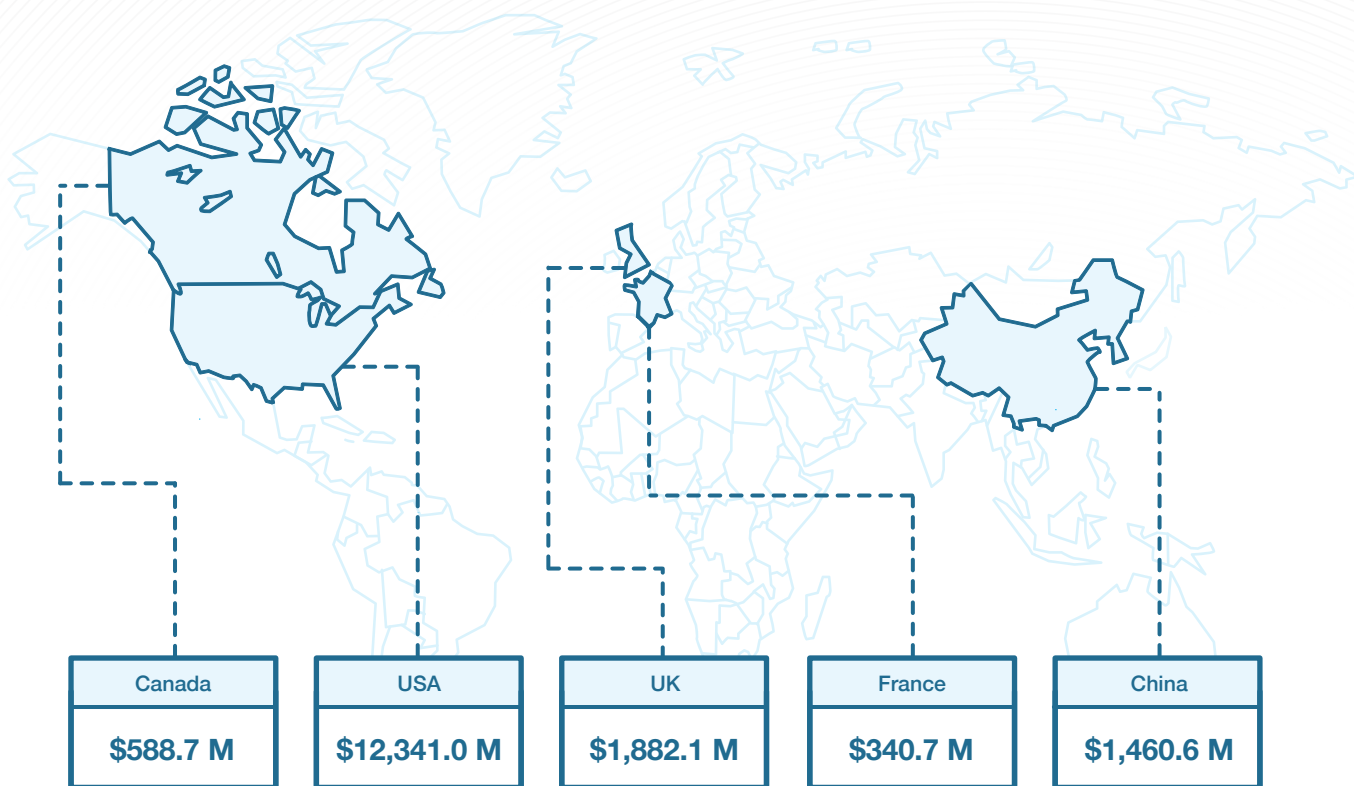 Canada
$588.7 M
USA
$12,341.0 M
UK
$1,882.1 M
France
$340.7 M
China
$1,460.6 M